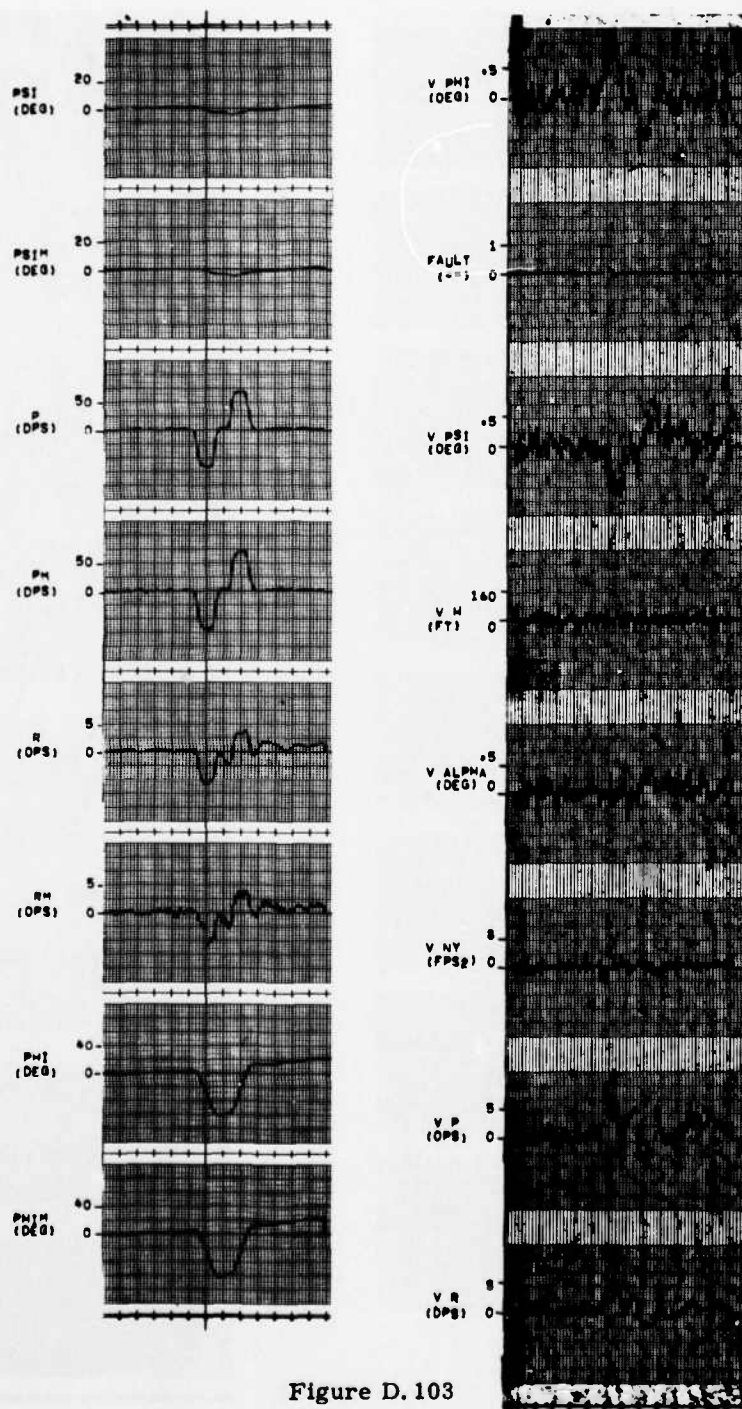 PSI
(DEG)
20
0
PSIM
(DEG)
20
0
P
(DPS)
50
0
PM
(DPS)
50
0
R
(DPS)
5
0
RM
(DPS)
5
0
PHI
(DEG)
40
0
PHIM
(DEG)
40
0
V PHI
(DEG)
.5
0
FAULT
(--)
1
0
V PSI
(DEG)
.5
0
V H
(FT)
160
0
V ALPHA
(DEG)
.5
0
V NY
(FPS2)
5
0
V P
(DPS)
5
0
V R
(DPS)
5
0
Figure D.103